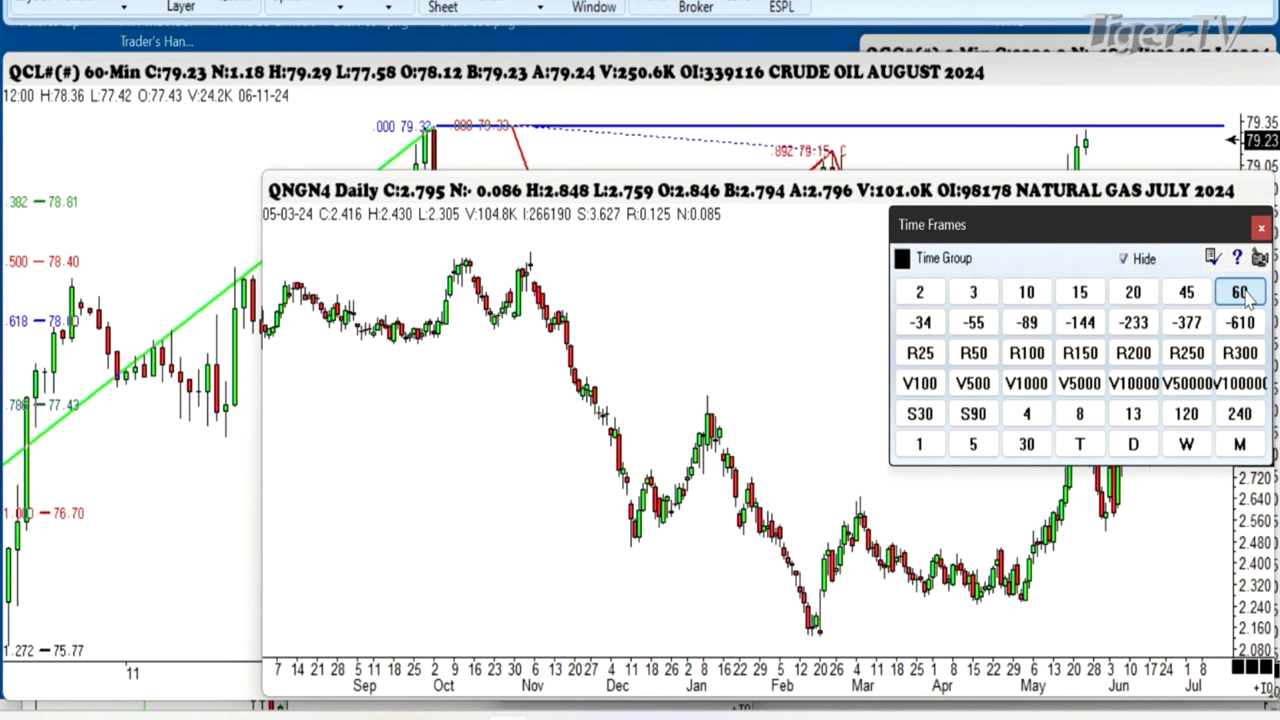 Layer
Sheet
Window
Broker
ESPL
Tiger-TV
Trader's Han...
QCL#(#) 60-Min C:79.23 N:1.18 H:79.29 L:77.58 O:78.12 B:79.23 A:79.24 V:250.6K OI:339116 CRUDE OIL AUGUST 2024
12:00 H:78.36 L:77.42 O:77.43 V:24.2K 06-11-24
.000 79.32
79.35
79.23
.892 79.15
79.05
QNGN4 Daily C:2.795 N:- 0.086 H:2.848 L:2.759 O:2.846 B:2.794 A:2.796 V:101.0K OI:98178 NATURAL GAS JULY 2024
.382 78.81
05-03-24 C:2.416 H:2.430 L:2.305 V:104.8K I:266190 S:3.627 R:0.125 N:0.085
Time Frames
x
Time Group
Hide
?
.500 78.40
2 3 10 15 20 45 60
.618
-34 -55 -89 -144 -233 -377 -610
R25 R50 R100 R150 R200 R250 R300
V100 V500 V1000 V5000 V10000 V50000 V100000
.786 77.43
S30 S90 4 8 13 120 240
1 5 30 T D W M
2.720
2.640
76.70
2.560
2.480
2.400
2.320
2.240
2.160
1.272 75.77
2.080
11
7 14 21 28 5 11 18 25 2 9 16 23 30 6 13 20 27 4 11 18 26 2 8 16 22 29 5 12 20 26 4 11 18 25 1 8 15 22 29 6 13 20 28 3 10 17 24 1 8
Sep Oct Nov Dec Jan Feb Mar Apr May Jun Jul